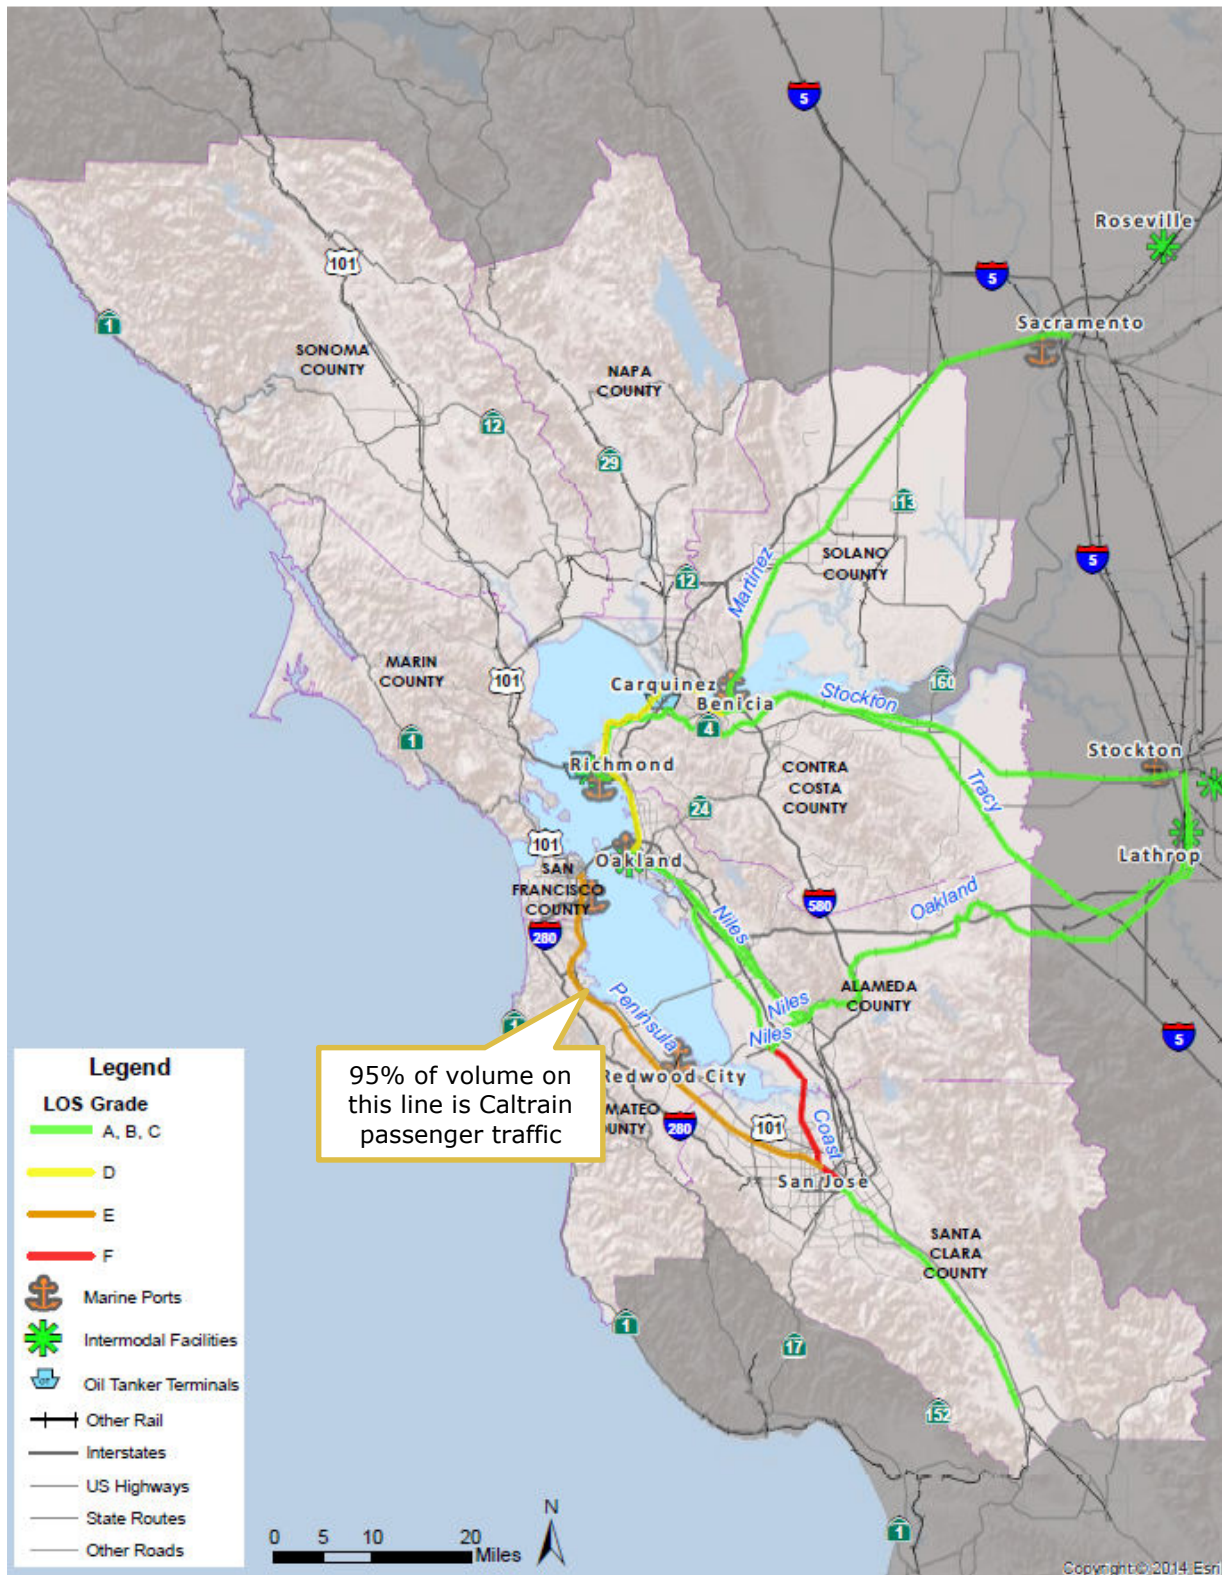 5
Roseville
101
5
Sacramento
1
SONOMA
COUNTY
NAPA
COUNTY
12
29
113
5
SOLANO
COUNTY
Martinez
12
MARIN
COUNTY
101
160
Carquinez
Benicia
Stockton
4
1
Stockton
Richmond
CONTRA
COSTA
COUNTY
Tracy
24
101
Oakland
Lathrop
SAN
FRANCISCO
COUNTY
580
Oakland
Niles
280
ALAMEDA
COUNTY
Peninsula
Niles
1
Niles
5
95% of volume on
this line is Caltrain
passenger traffic
Redwood City
MATEO
UNTY
280
101
Coast
San Jose
SANTA
CLARA
COUNTY
1
17
152
1
Legend
LOS Grade
A, B, C
D
E
F
Marine Ports
Intermodal Facilities
OT
Oil Tanker Terminals
Other Rail
Interstates
US Highways
State Routes
Other Roads
N
0 5 10 20
Miles
Copyright © 2014 Esri